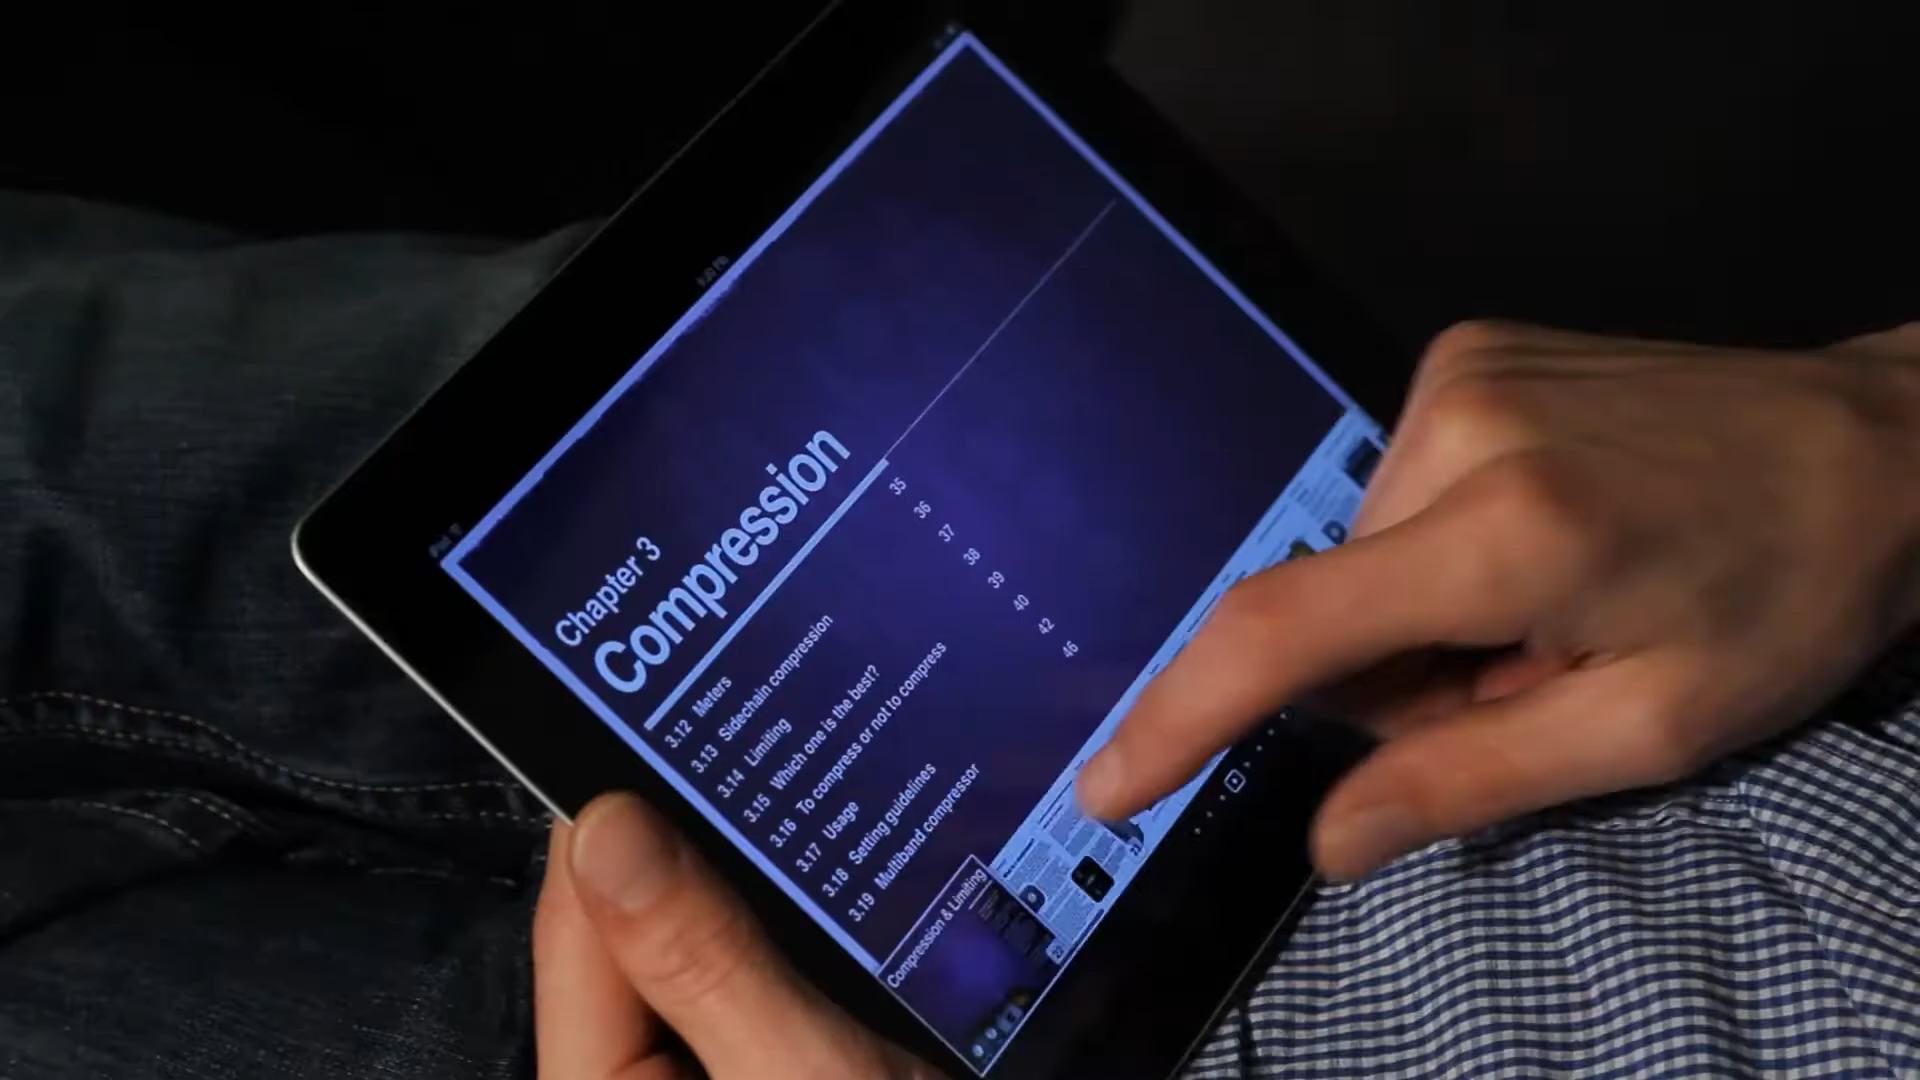 Chapter 3
Compression
3.12 Meters 35
3.13 Sidechain compression 36
3.14 Limiting 37
3.15 Which one is the best? 38
3.16 To compress or not to compress 39
3.17 Usage 40
3.18 Setting guidelines 42
3.19 Multiband compressor 46
Compression & Limiting
22
23